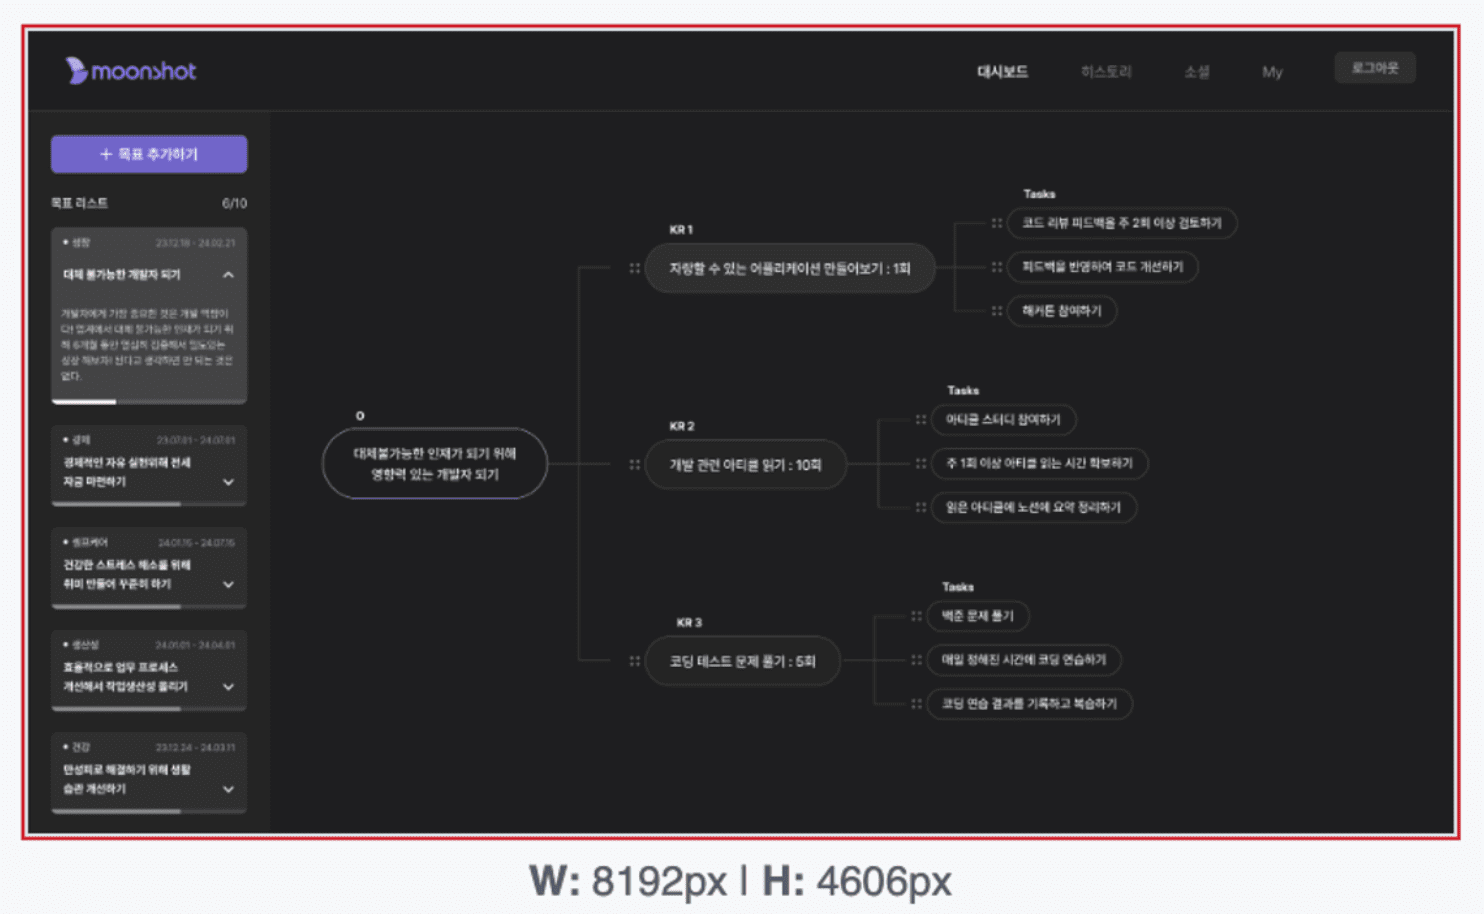 moonshot
대시보드
히스토리
소셜
My
로그아웃
+ 목표 추가하기
목표 리스트 6/10
• 성장 23.12.18 - 24.02.21
대체 불가능한 개발자 되기
개발자에게 가장 중요한 것은 개발 역량이
다! 업계에서 대체 불가능한 인재가 되기 위
해 6개월 동안 열심히 집중해서 밀도있는
성장 해보자! 된다고 생각하면 안 되는 것은
없다.
• 경제 23.07.01 - 24.07.01
경제적인 자유 실현위해 전세
자금 마련하기
• 셀프케어 24.01.15 - 24.07.15
건강한 스트레스 해소를 위해
취미 만들어 꾸준히 하기
• 생산성 24.01.01 - 24.04.01
효율적으로 업무 프로세스
개선해서 작업생산성 올리기
• 건강 23.12.24 - 24.03.11
만성피로 해결하기 위해 생활
습관 개선하기
O
대체불가능한 인재가 되기 위해
영향력 있는 개발자 되기
KR 1
자랑할 수 있는 어플리케이션 만들어보기 : 1회
Tasks
코드 리뷰 피드백을 주 2회 이상 검토하기
피드백을 반영하여 코드 개선하기
해커톤 참여하기
KR 2
개발 관련 아티클 읽기 : 10회
Tasks
아티클 스터디 참여하기
주 1회 이상 아티클 읽는 시간 확보하기
읽은 아티클에 노션에 요약 정리하기
KR 3
코딩 테스트 문제 풀기 : 5회
Tasks
백준 문제 풀기
매일 정해진 시간에 코딩 연습하기
코딩 연습 결과를 기록하고 복습하기
W: 8192px | H: 4606px